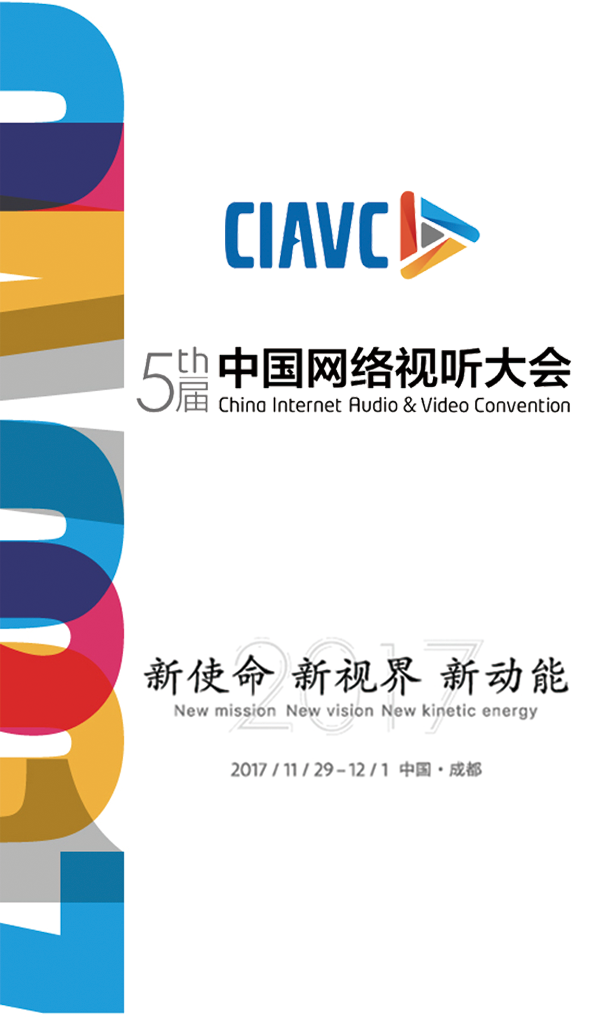 CIAVC
5th届 中国网络视听大会
China Internet Audio & Video Convention
2017
新使命 新视界 新动能
New mission New vision New kinetic energy
2017 / 11 / 29 – 12 / 1 中国・成都